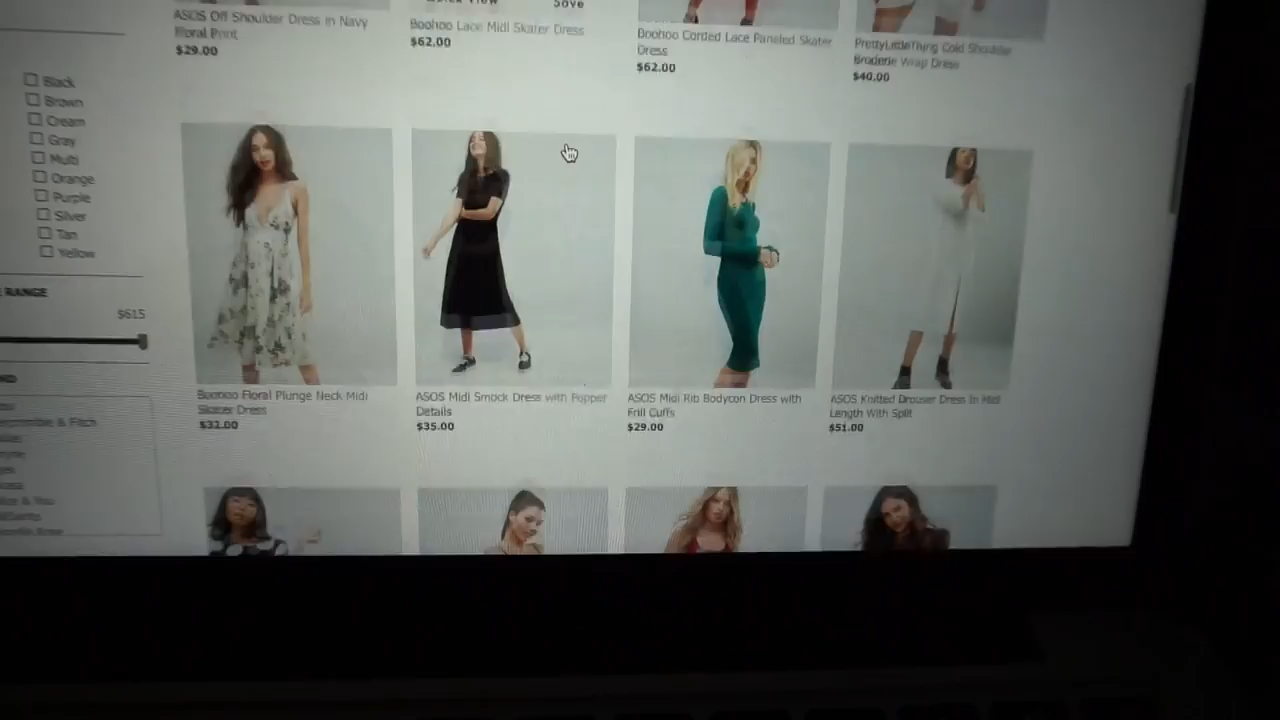 Save
ASOS Off Shoulder Dress in Navy
Floral Print
$29.00
Boohoo Lace Midi Skater Dress
$62.00
Boohoo Corded Lace Paneled Skater
Dress
$62.00
PrettyLittleThing Cold Shoulder
Broderie Wrap Dress
$40.00
Black
Brown
Cream
Gray
Multi
Orange
Purple
Silver
Tan
Yellow
RANGE
$615
& Fitch
& You
Boohoo Floral Plunge Neck Midi
Skater Dress
$32.00
ASOS Midi Smock Dress with Popper
Details
$35.00
ASOS Midi Rib Bodycon Dress with
Frill Cuffs
$29.00
ASOS Knitted Drouser Dress In Midi
Length With Split
$51.00